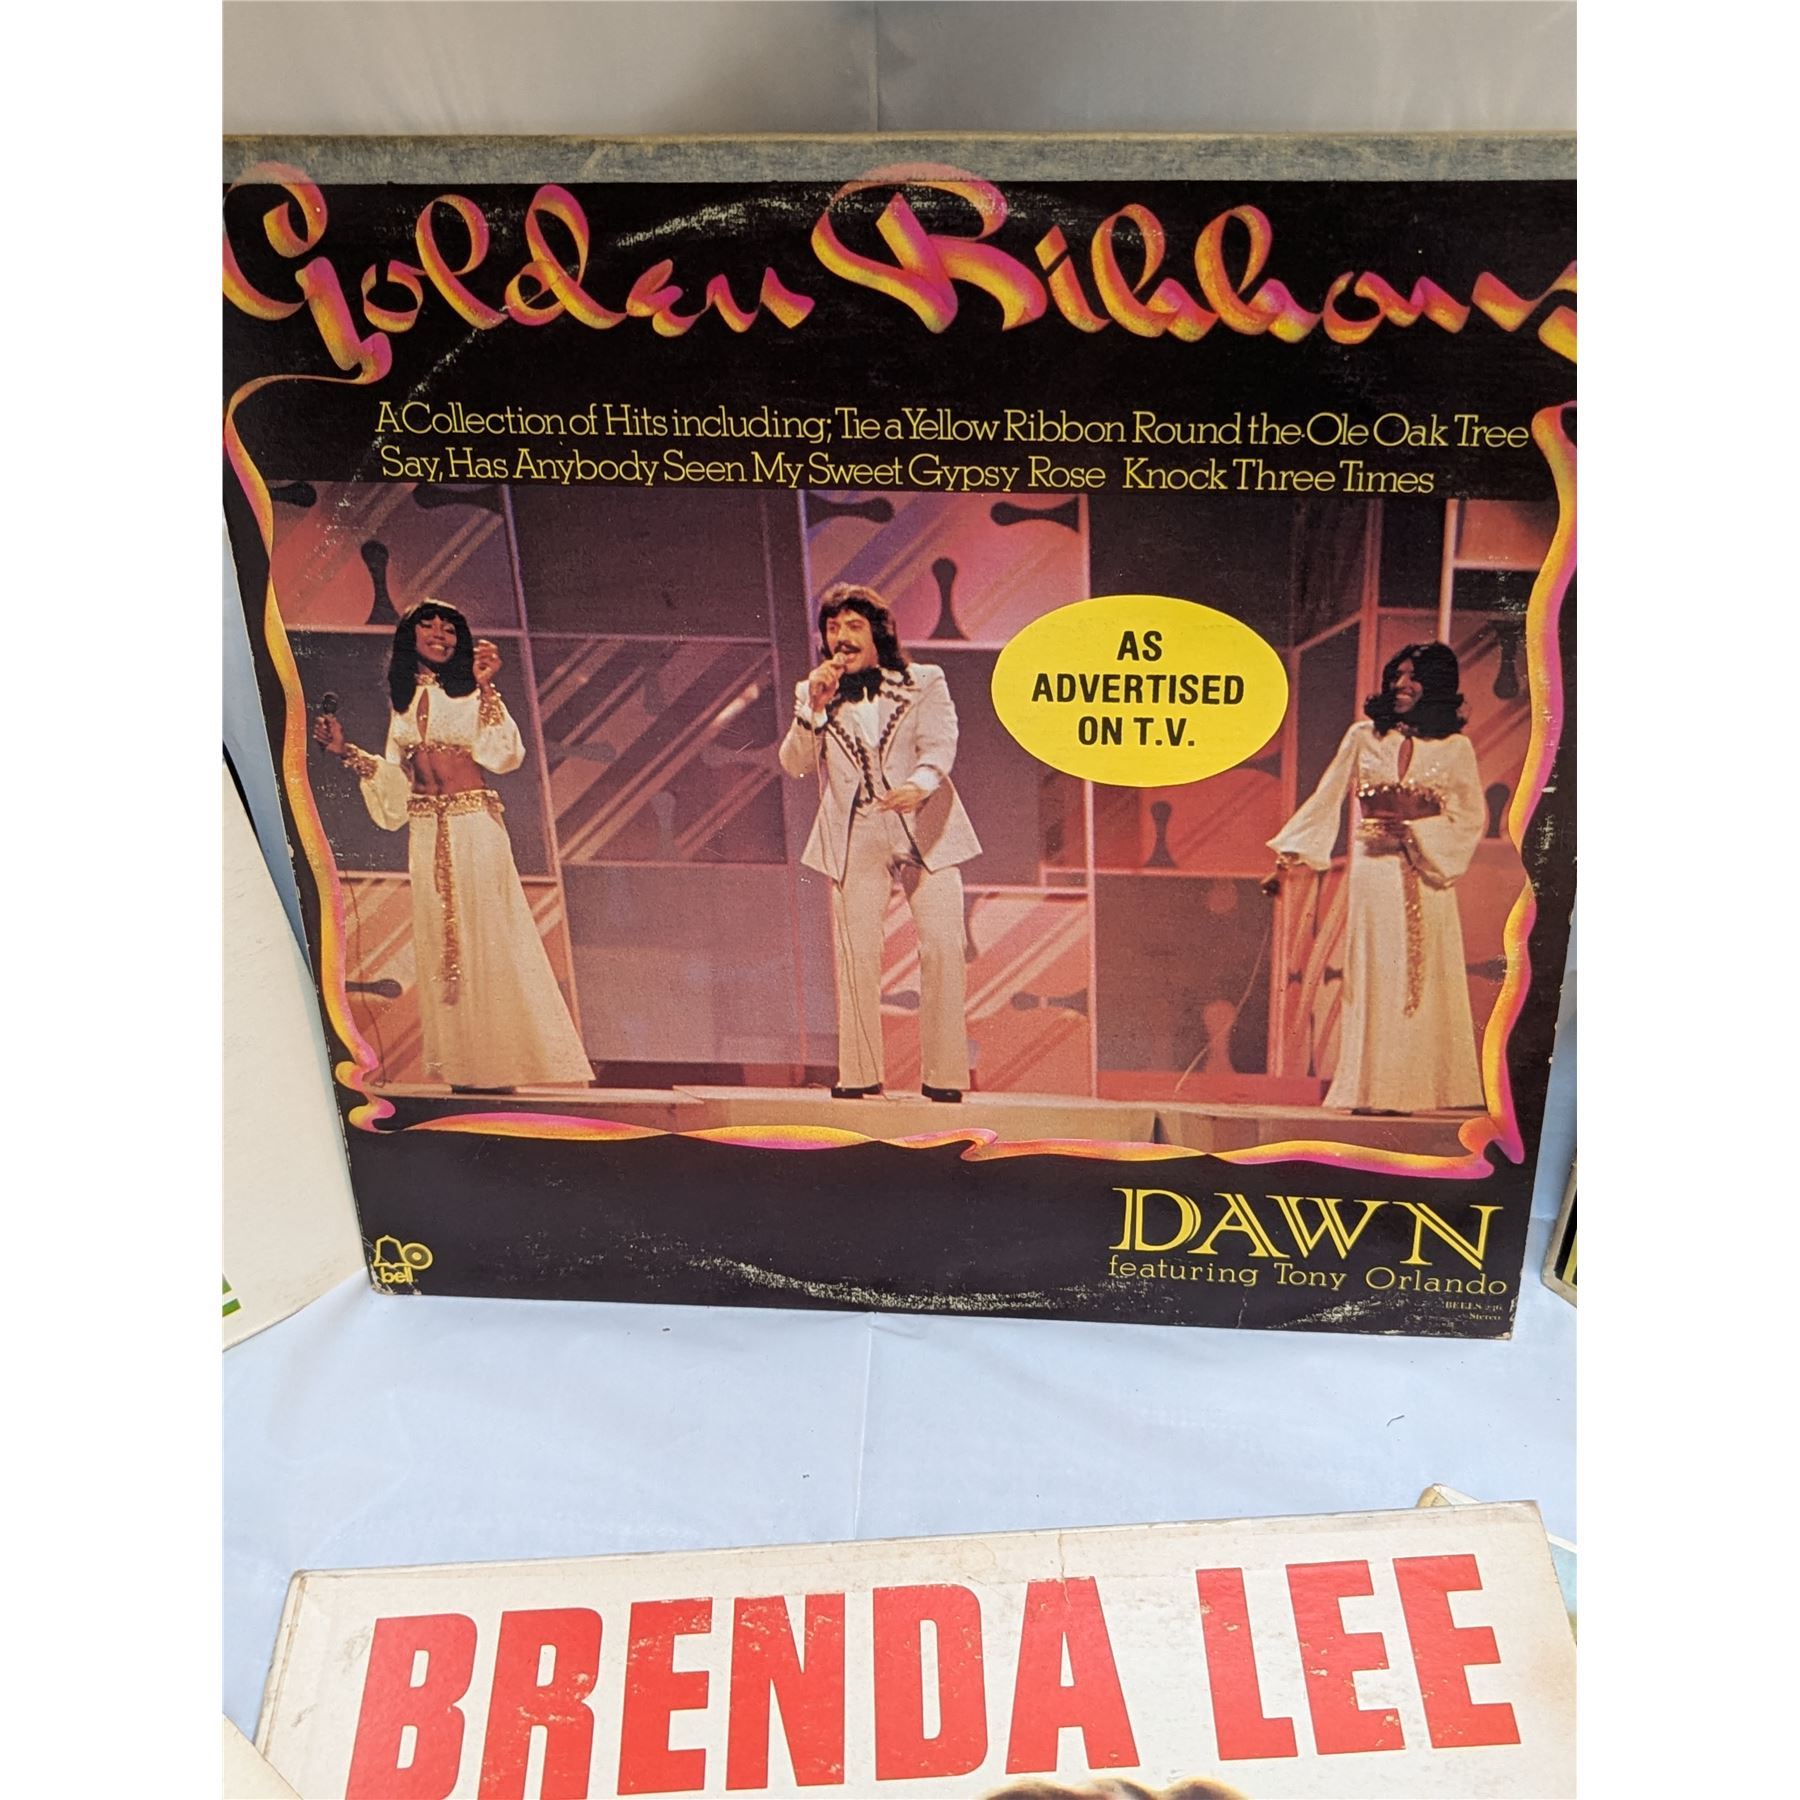 Golden Ribbons
A Collection of Hits including; Tie a Yellow Ribbon Round the Ole Oak Tree
Say, Has Anybody Seen My Sweet Gypsy Rose Knock Three Times
AS
ADVERTISED
ON T.V.
DAWN
featuring Tony Orlando
bell
Stereo
BRENDA LEE